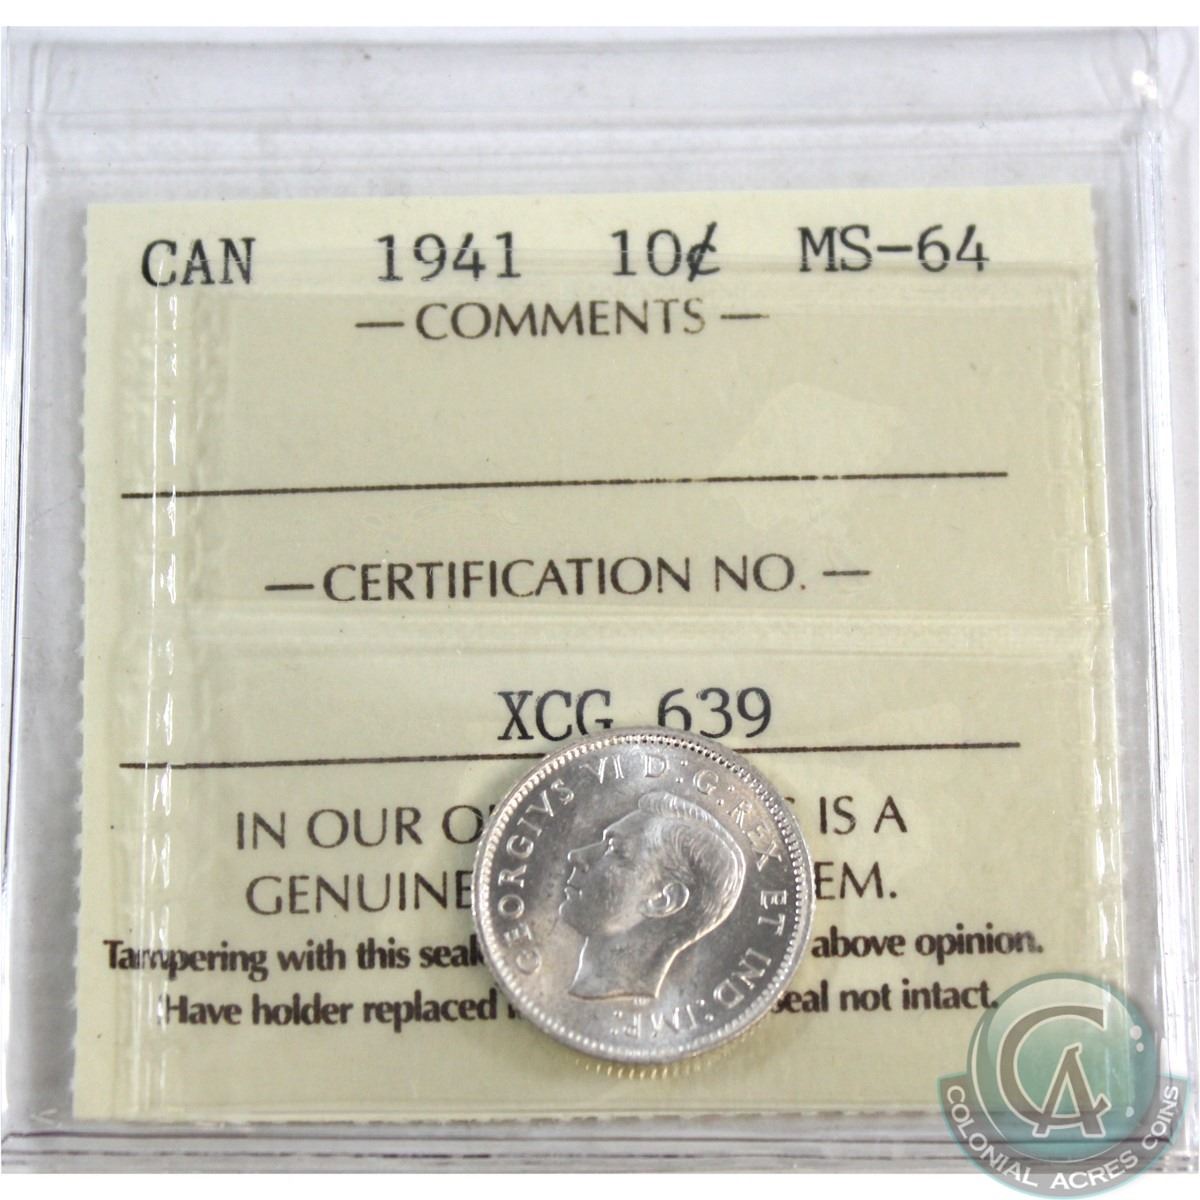 CAN 1941 10¢ MS-64
— COMMENTS —
— CERTIFICATION NO. —
XCG 639
IN OUR IS A
GENUINE EM.
Tampering with this seal above opinion.
Have holder replaced seal not intact.
GEORGIVS VI D:G:REX ET IND:IMP:
CA
COLONIAL ACRES COINS